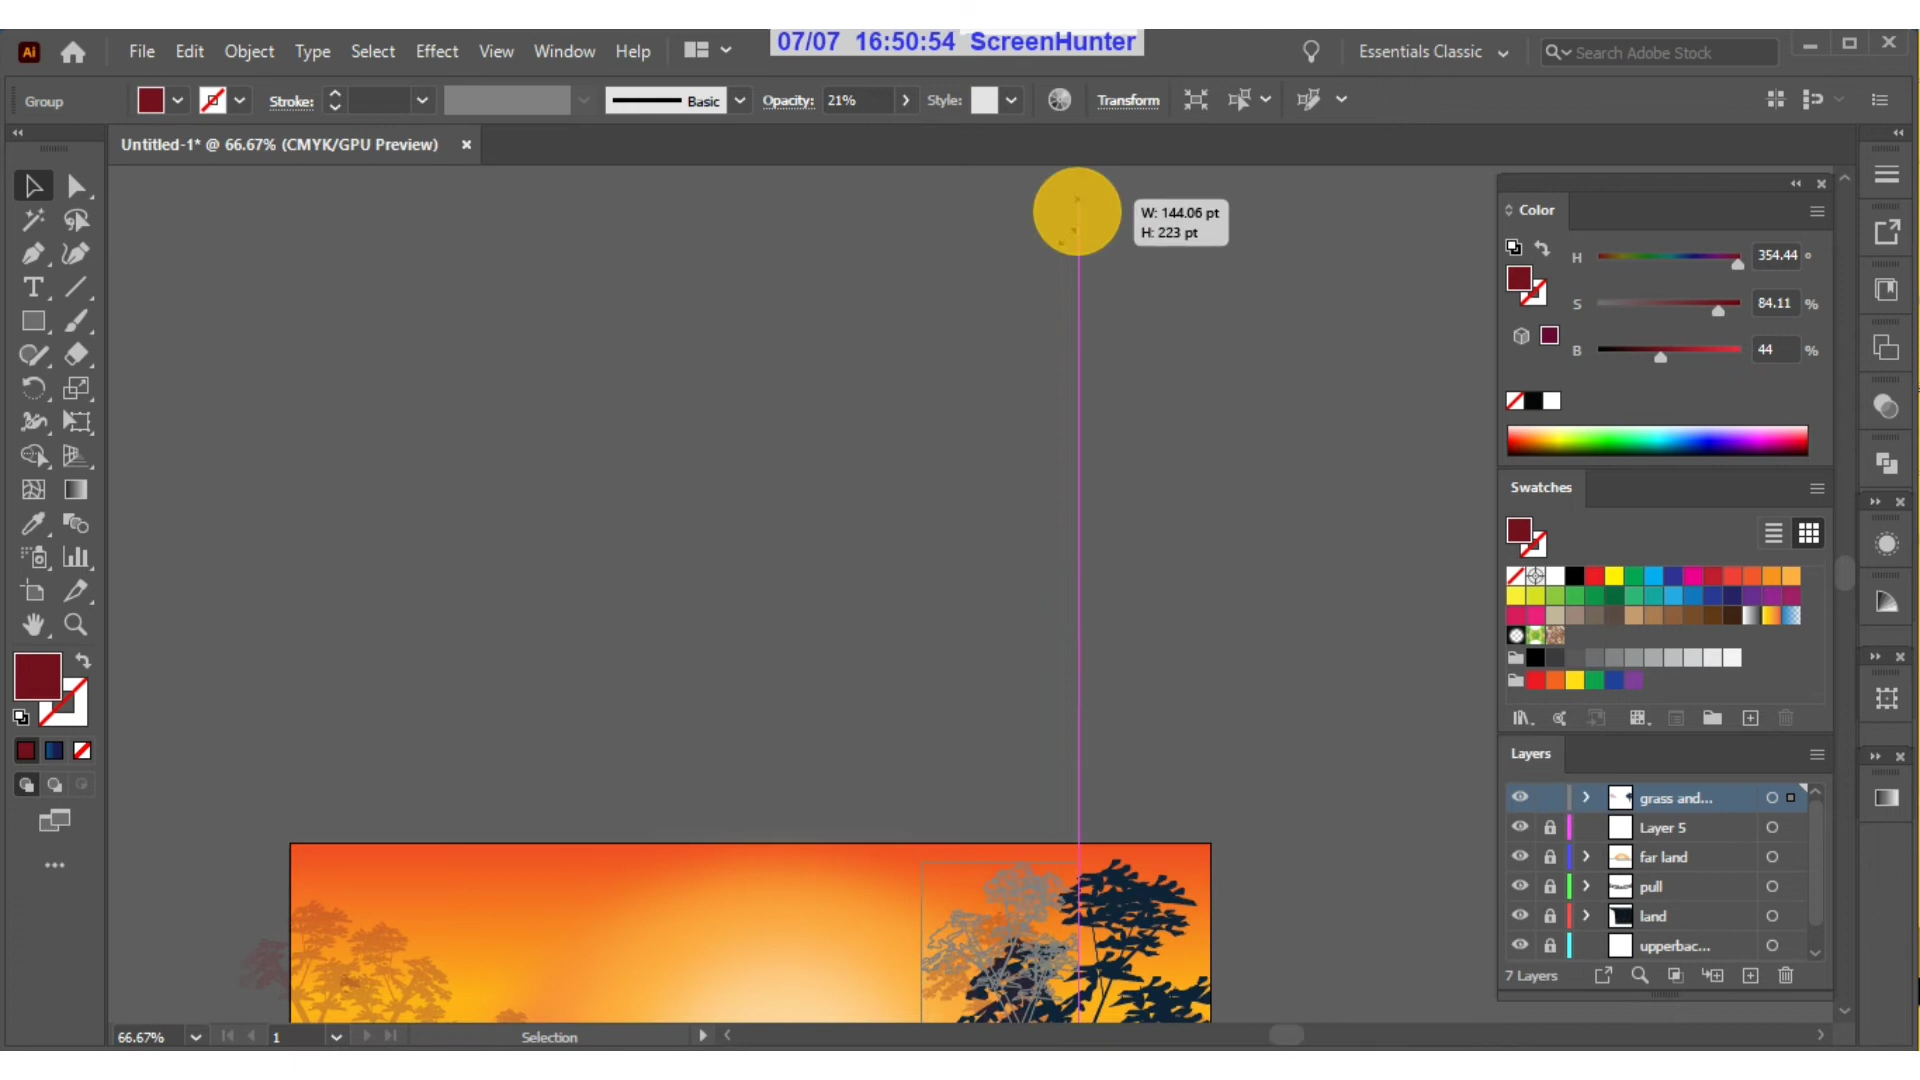 07/07 16:50:54 ScreenHunter
Ai File Edit Object Type Select Effect View Window Help
Essentials Classic
Search Adobe Stock
Group
Stroke:
Basic
Opacity: 21%
Style:
Transform
Untitled-1* @ 66.67% (CMYK/GPU Preview)
W: 144.06 pt
H: 223 pt
Color
H 354.44 °
S 84.11 %
B 44 %
Swatches
Layers
grass and...
Layer 5
far land
pull
land
upperbac...
7 Layers
66.67%
1
Selection